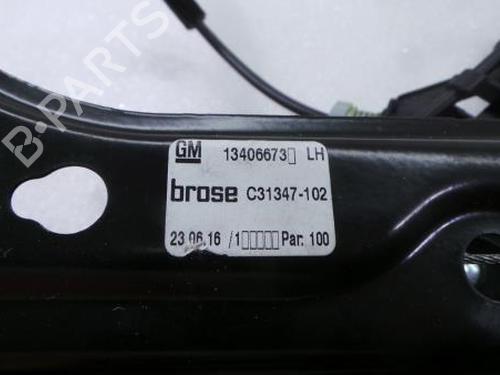 B-PARTS
GM 13406673▯ LH
brose C31347-102
23.06.16 /1▯▯▯▯▯ Par. 100